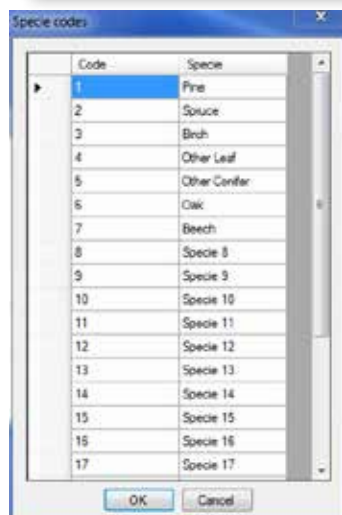 Specie codes
Code Specie
1 Pine
2 Spruce
3 Birch
4 Other Leaf
5 Other Conifer
6 Oak
7 Beech
8 Specie 8
9 Specie 9
10 Specie 10
11 Specie 11
12 Specie 12
13 Specie 13
14 Specie 14
15 Specie 15
16 Specie 16
17 Specie 17
OK Cancel